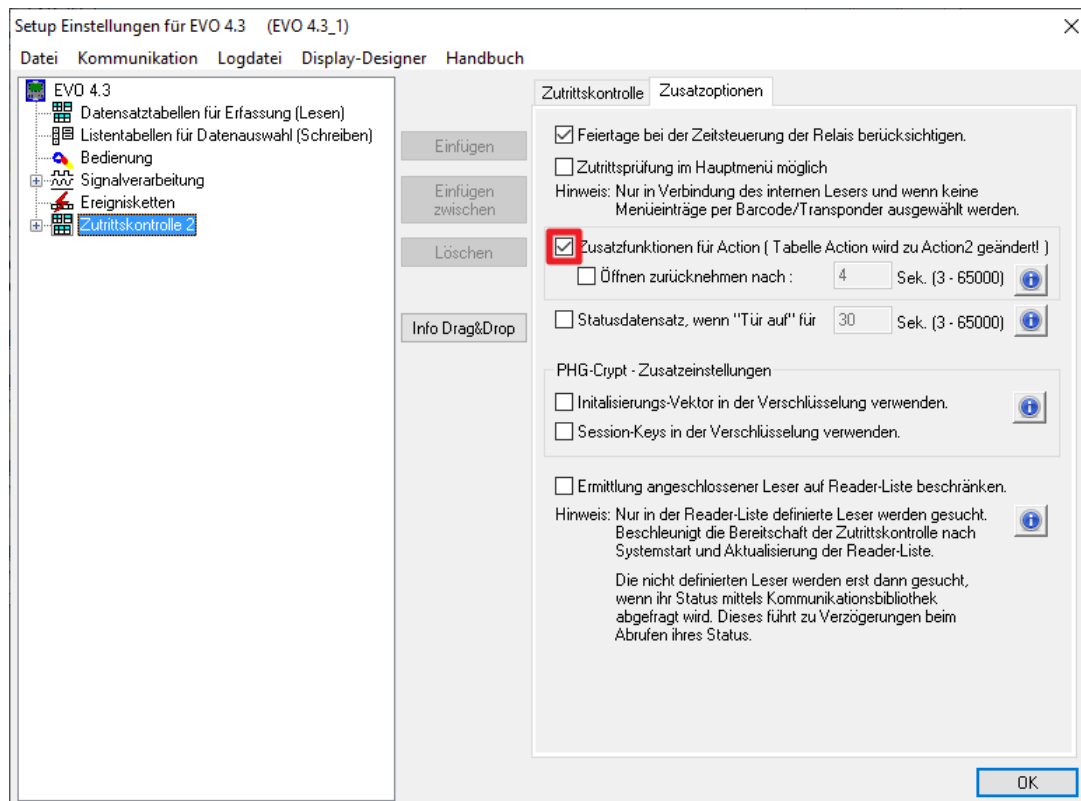 Setup Einstellungen für EVO 4.3 (EVO 4.3_1)
Datei Kommunikation Logdatei Display-Designer Handbuch
EVO 4.3
Datensatztabellen für Erfassung (Lesen)
Listentabellen für Datenauswahl (Schreiben)
Bedienung
Signalverarbeitung
Ereignisketten
Zutrittskontrolle 2
Einfügen
Einfügen
zwischen
Löschen
Info Drag&Drop
Zutrittskontrolle Zusatzoptionen
Feiertage bei der Zeitsteuerung der Relais berücksichtigen.
Zutrittsprüfung im Hauptmenü möglich
Hinweis: Nur in Verbindung des internen Lesers und wenn keine
Menüeinträge per Barcode/Transponder ausgewählt werden.
Zusatzfunktionen für Action ( Tabelle Action wird zu Action2 geändert! )
Öffnen zurücknehmen nach : 4 Sek. (3 - 65000)
Statusdatensatz, wenn "Tür auf" für 30 Sek. (3 - 65000)
PHG-Crypt - Zusatzeinstellungen
Initalisierungs-Vektor in der Verschlüsselung verwenden.
Session-Keys in der Verschlüsselung verwenden.
Ermittlung angeschlossener Leser auf Reader-Liste beschränken.
Hinweis: Nur in der Reader-Liste definierte Leser werden gesucht.
Beschleunigt die Bereitschaft der Zutrittskontrolle nach
Systemstart und Aktualisierung der Reader-Liste.
Die nicht definierten Leser werden erst dann gesucht,
wenn ihr Status mittels Kommunikationsbibliothek
abgefragt wird. Dieses führt zu Verzögerungen beim
Abrufen ihres Status.
OK